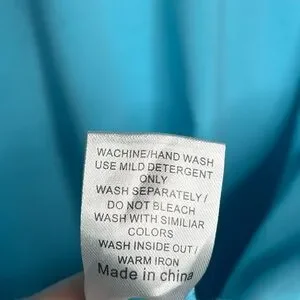 WACHINE/HAND WASH
USE MILD DETERGENT
ONLY
WASH SEPARATELY /
DO NOT BLEACH
WASH WITH SIMILIAR
COLORS
WASH INSIDE OUT /
WARM IRON
Made in china